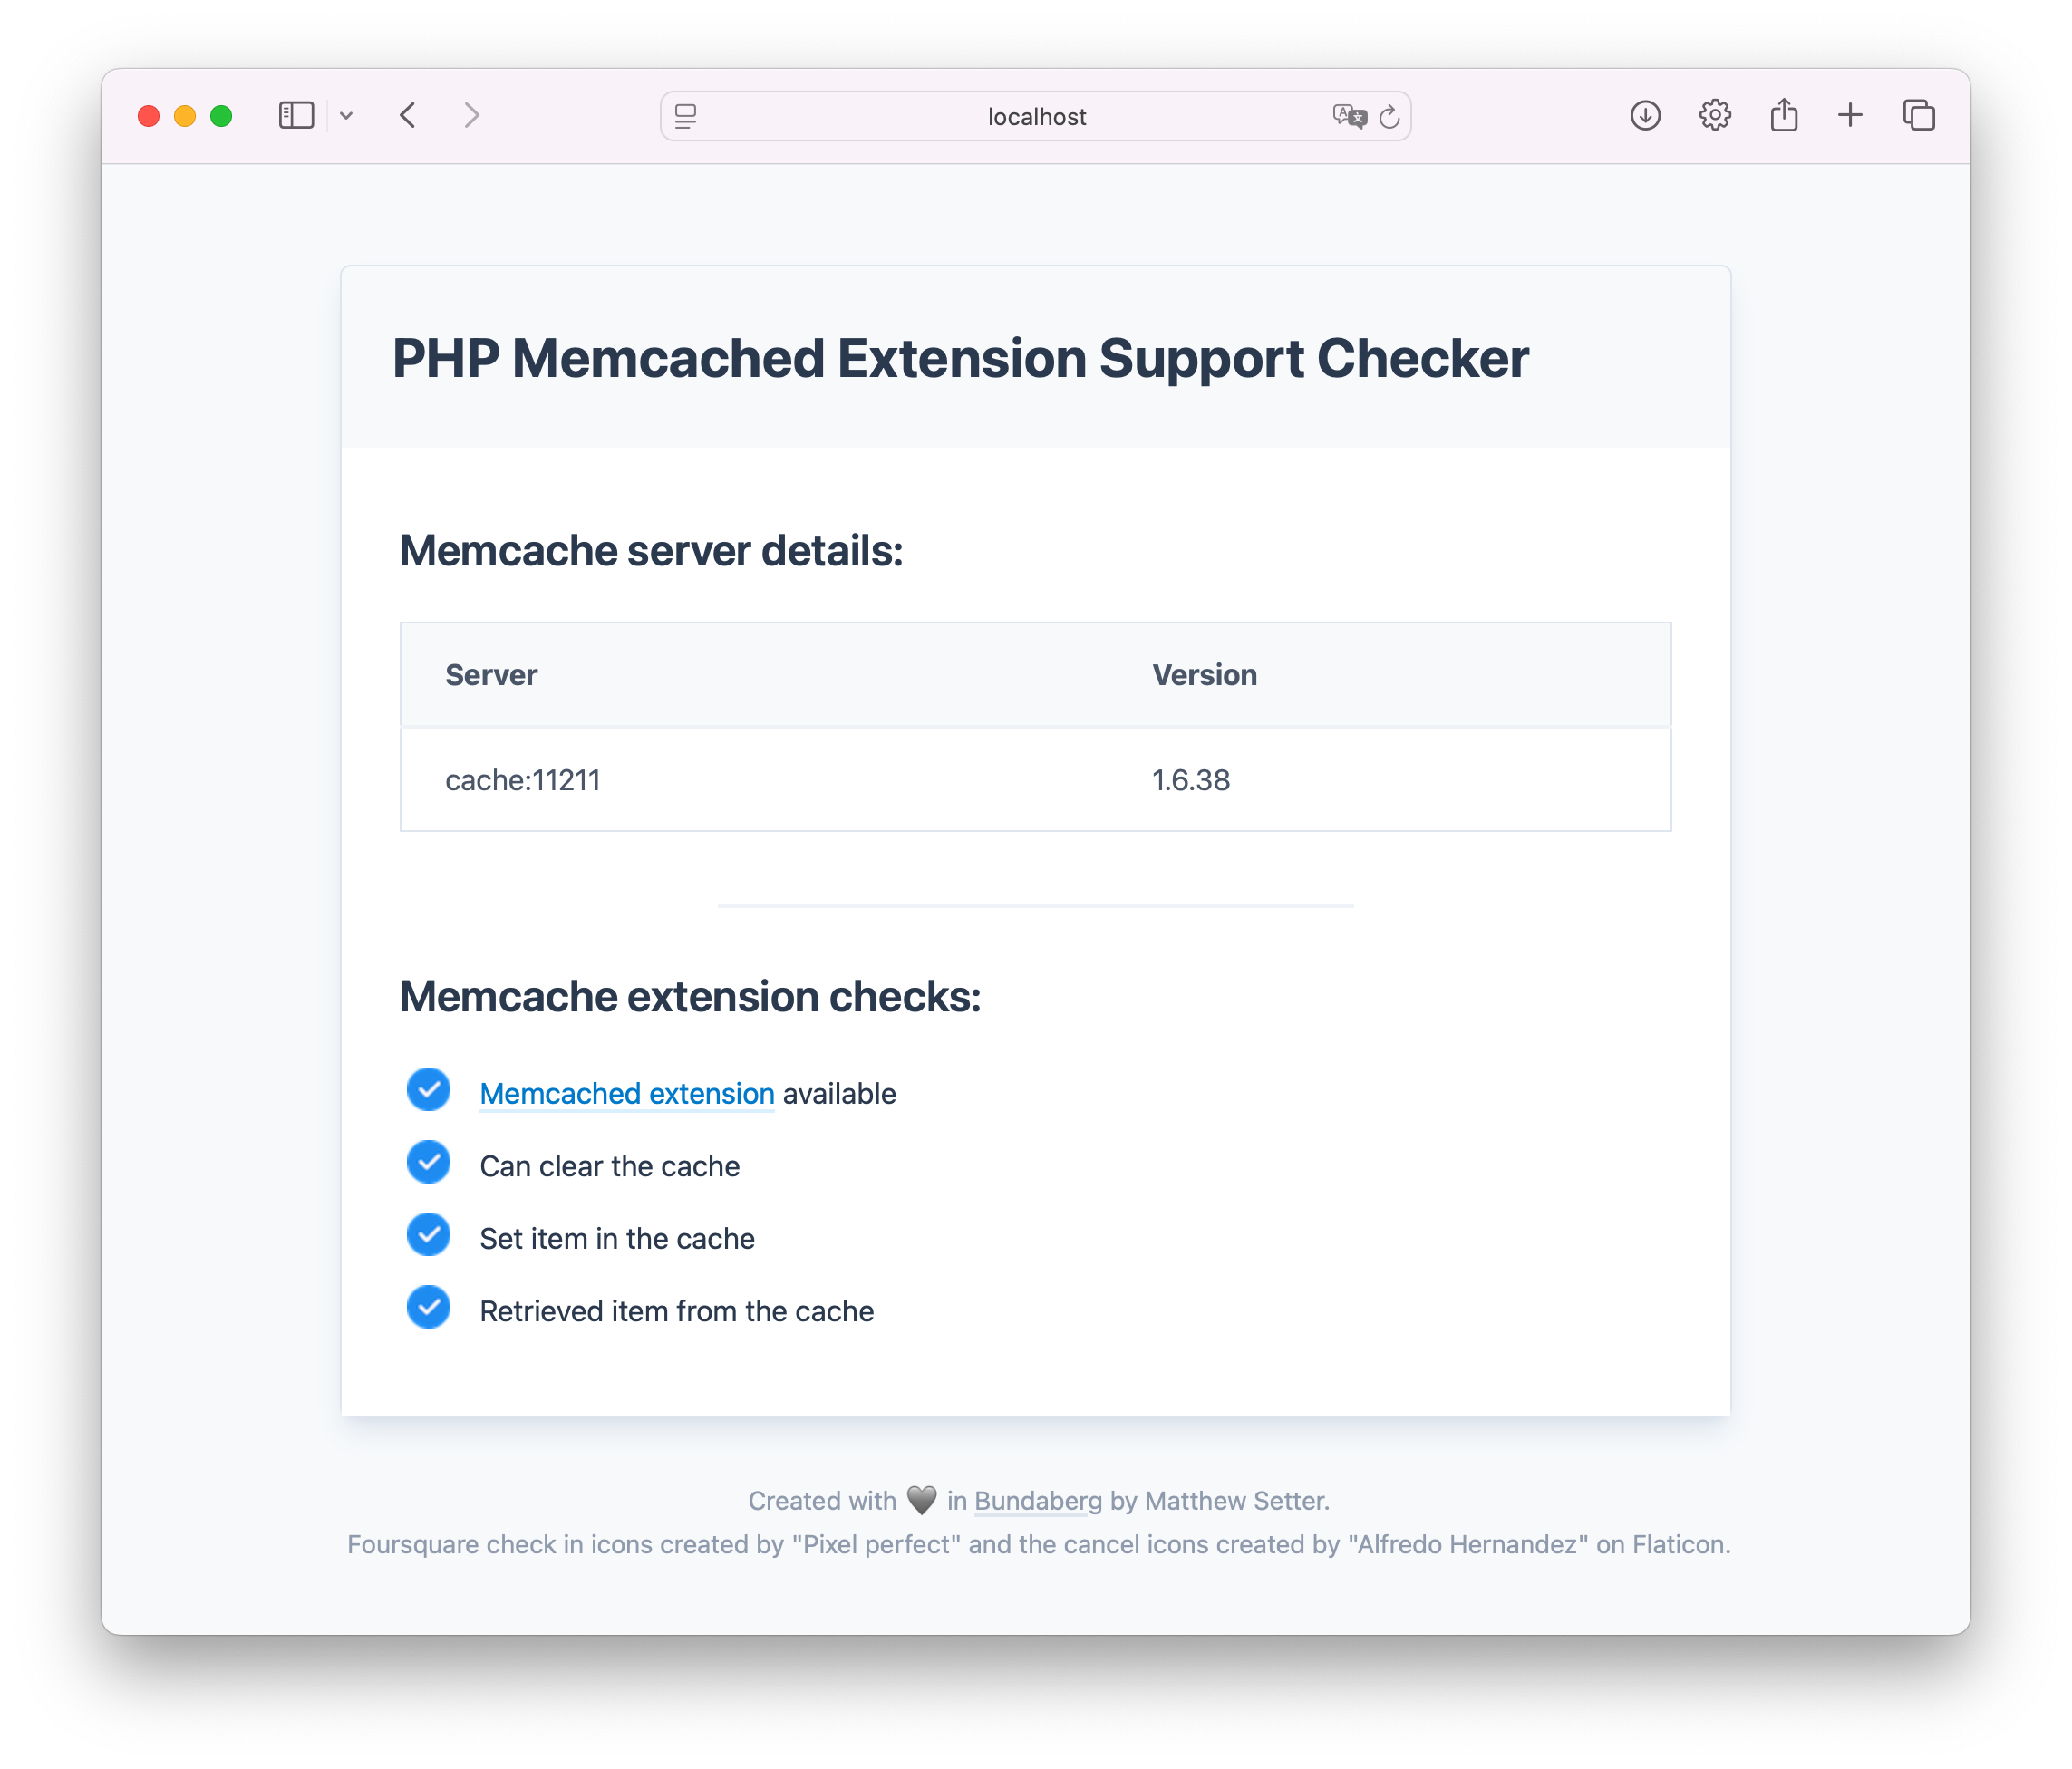 localhost
PHP Memcached Extension Support Checker
Memcache server details:
Server Version
cache:11211 1.6.38
Memcache extension checks:
Memcached extension available
Can clear the cache
Set item in the cache
Retrieved item from the cache
Created with 🖤 in Bundaberg by Matthew Setter.
Foursquare check in icons created by "Pixel perfect" and the cancel icons created by "Alfredo Hernandez" on Flaticon.